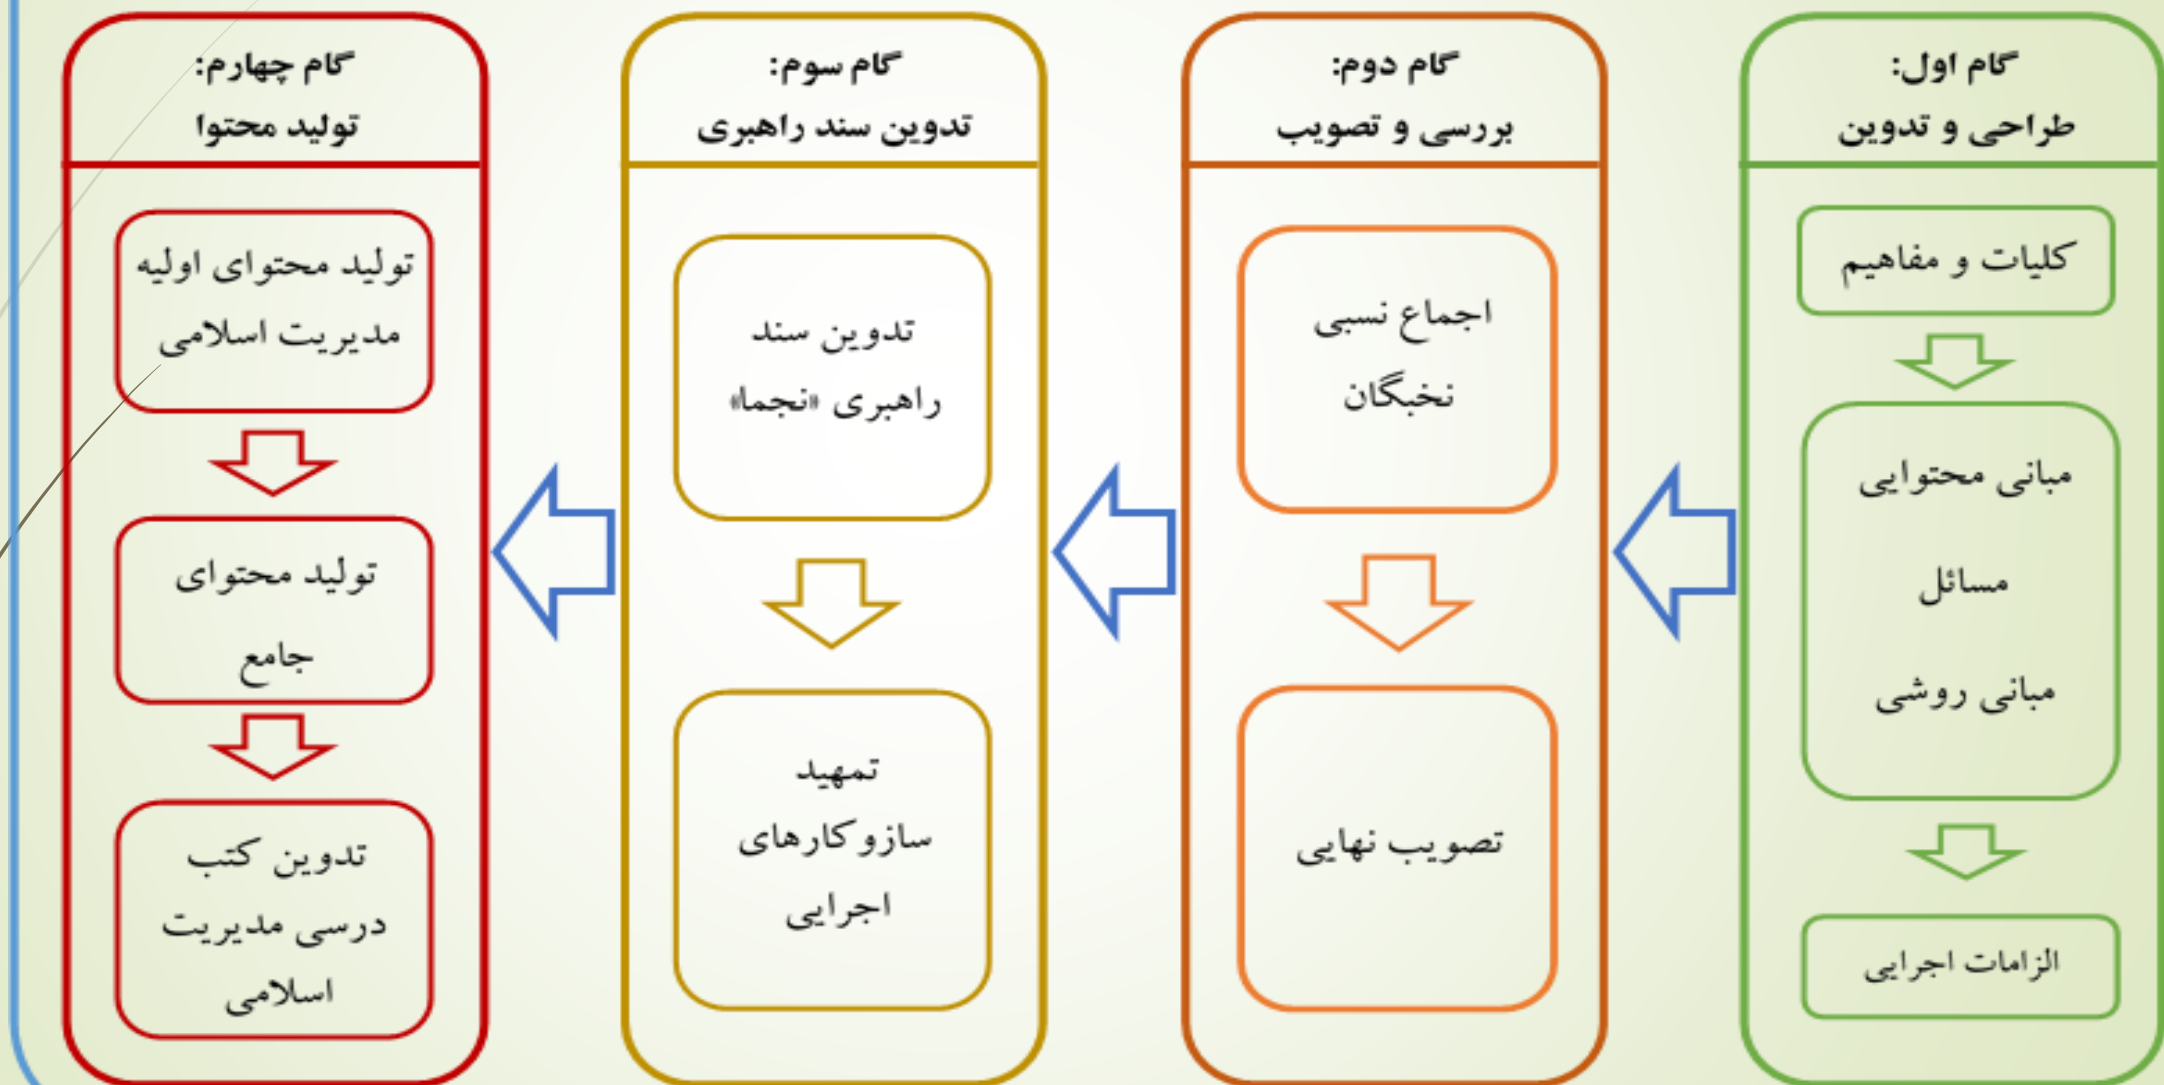 گام اول:
طراحی و تدوین
کلیات و مفاهیم
مبانی محتوایی
مسائل
مبانی روشی
الزامات اجرایی
گام دوم:
بررسی و تصویب
اجماع نسبی
نخبگان
تصویب نهایی
گام سوم:
تدوین سند راهبری
تدوین سند
راهبری «نجما»
تمهید
سازوکارهای
اجرایی
گام چهارم:
تولید محتوا
تولید محتوای اولیه
مدیریت اسلامی
تولید محتوای
جامع
تدوین کتب
درسی مدیریت
اسلامی